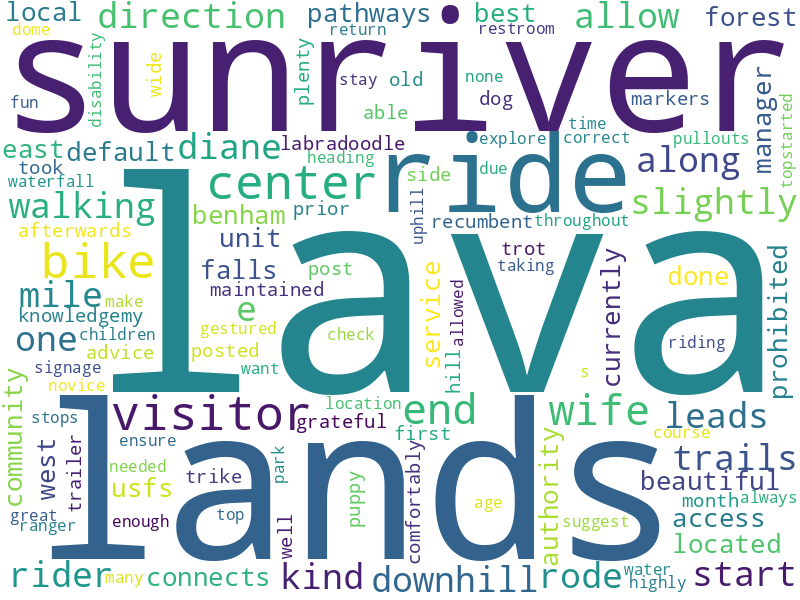 local direction pathways best allow forest
dome return restroom
sunriver
fun disability wide plenty stay old none dog able markers manager
time
east default diane labradoodle explore correct pullouts
took heading ride due along topstarted
waterfall center side
walking benham prior uphill recumbent throughout slightly
afterwards unit trot
bike falls post taking currently done prohibited
mile maintained lava service
knowledgemy e make gestured allowed
one children check riding
advice posted
signage want hill s
novice
community visitor location end wife leads
stops trailer grateful first course
west ensure lands comfortably authority trails
needed park beautiful
usfs trike puppy age month always
great top suggest access
ranger enough well located
water
rider many connects kind downhill rode highly start